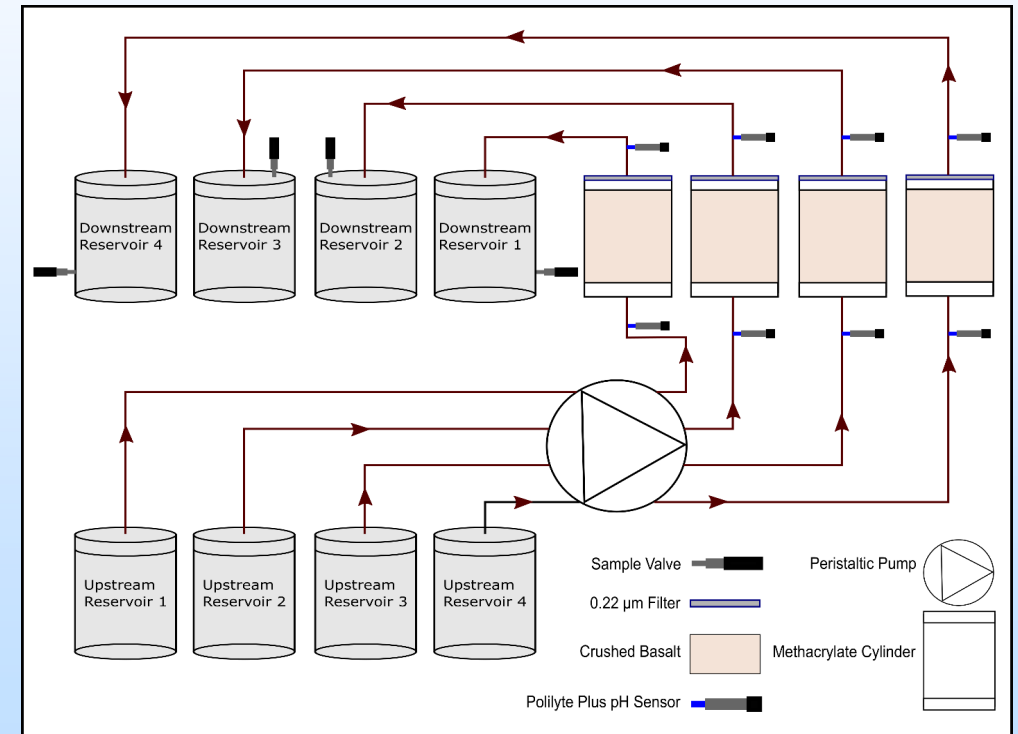 Downstream
Reservoir 4
Downstream
Reservoir 3
Downstream
Reservoir 2
Downstream
Reservoir 1
Upstream
Reservoir 1
Upstream
Reservoir 2
Upstream
Reservoir 3
Upstream
Reservoir 4
Sample Valve
Peristaltic Pump
0.22 µm Filter
Crushed Basalt
Methacrylate Cylinder
Polilyte Plus pH Sensor